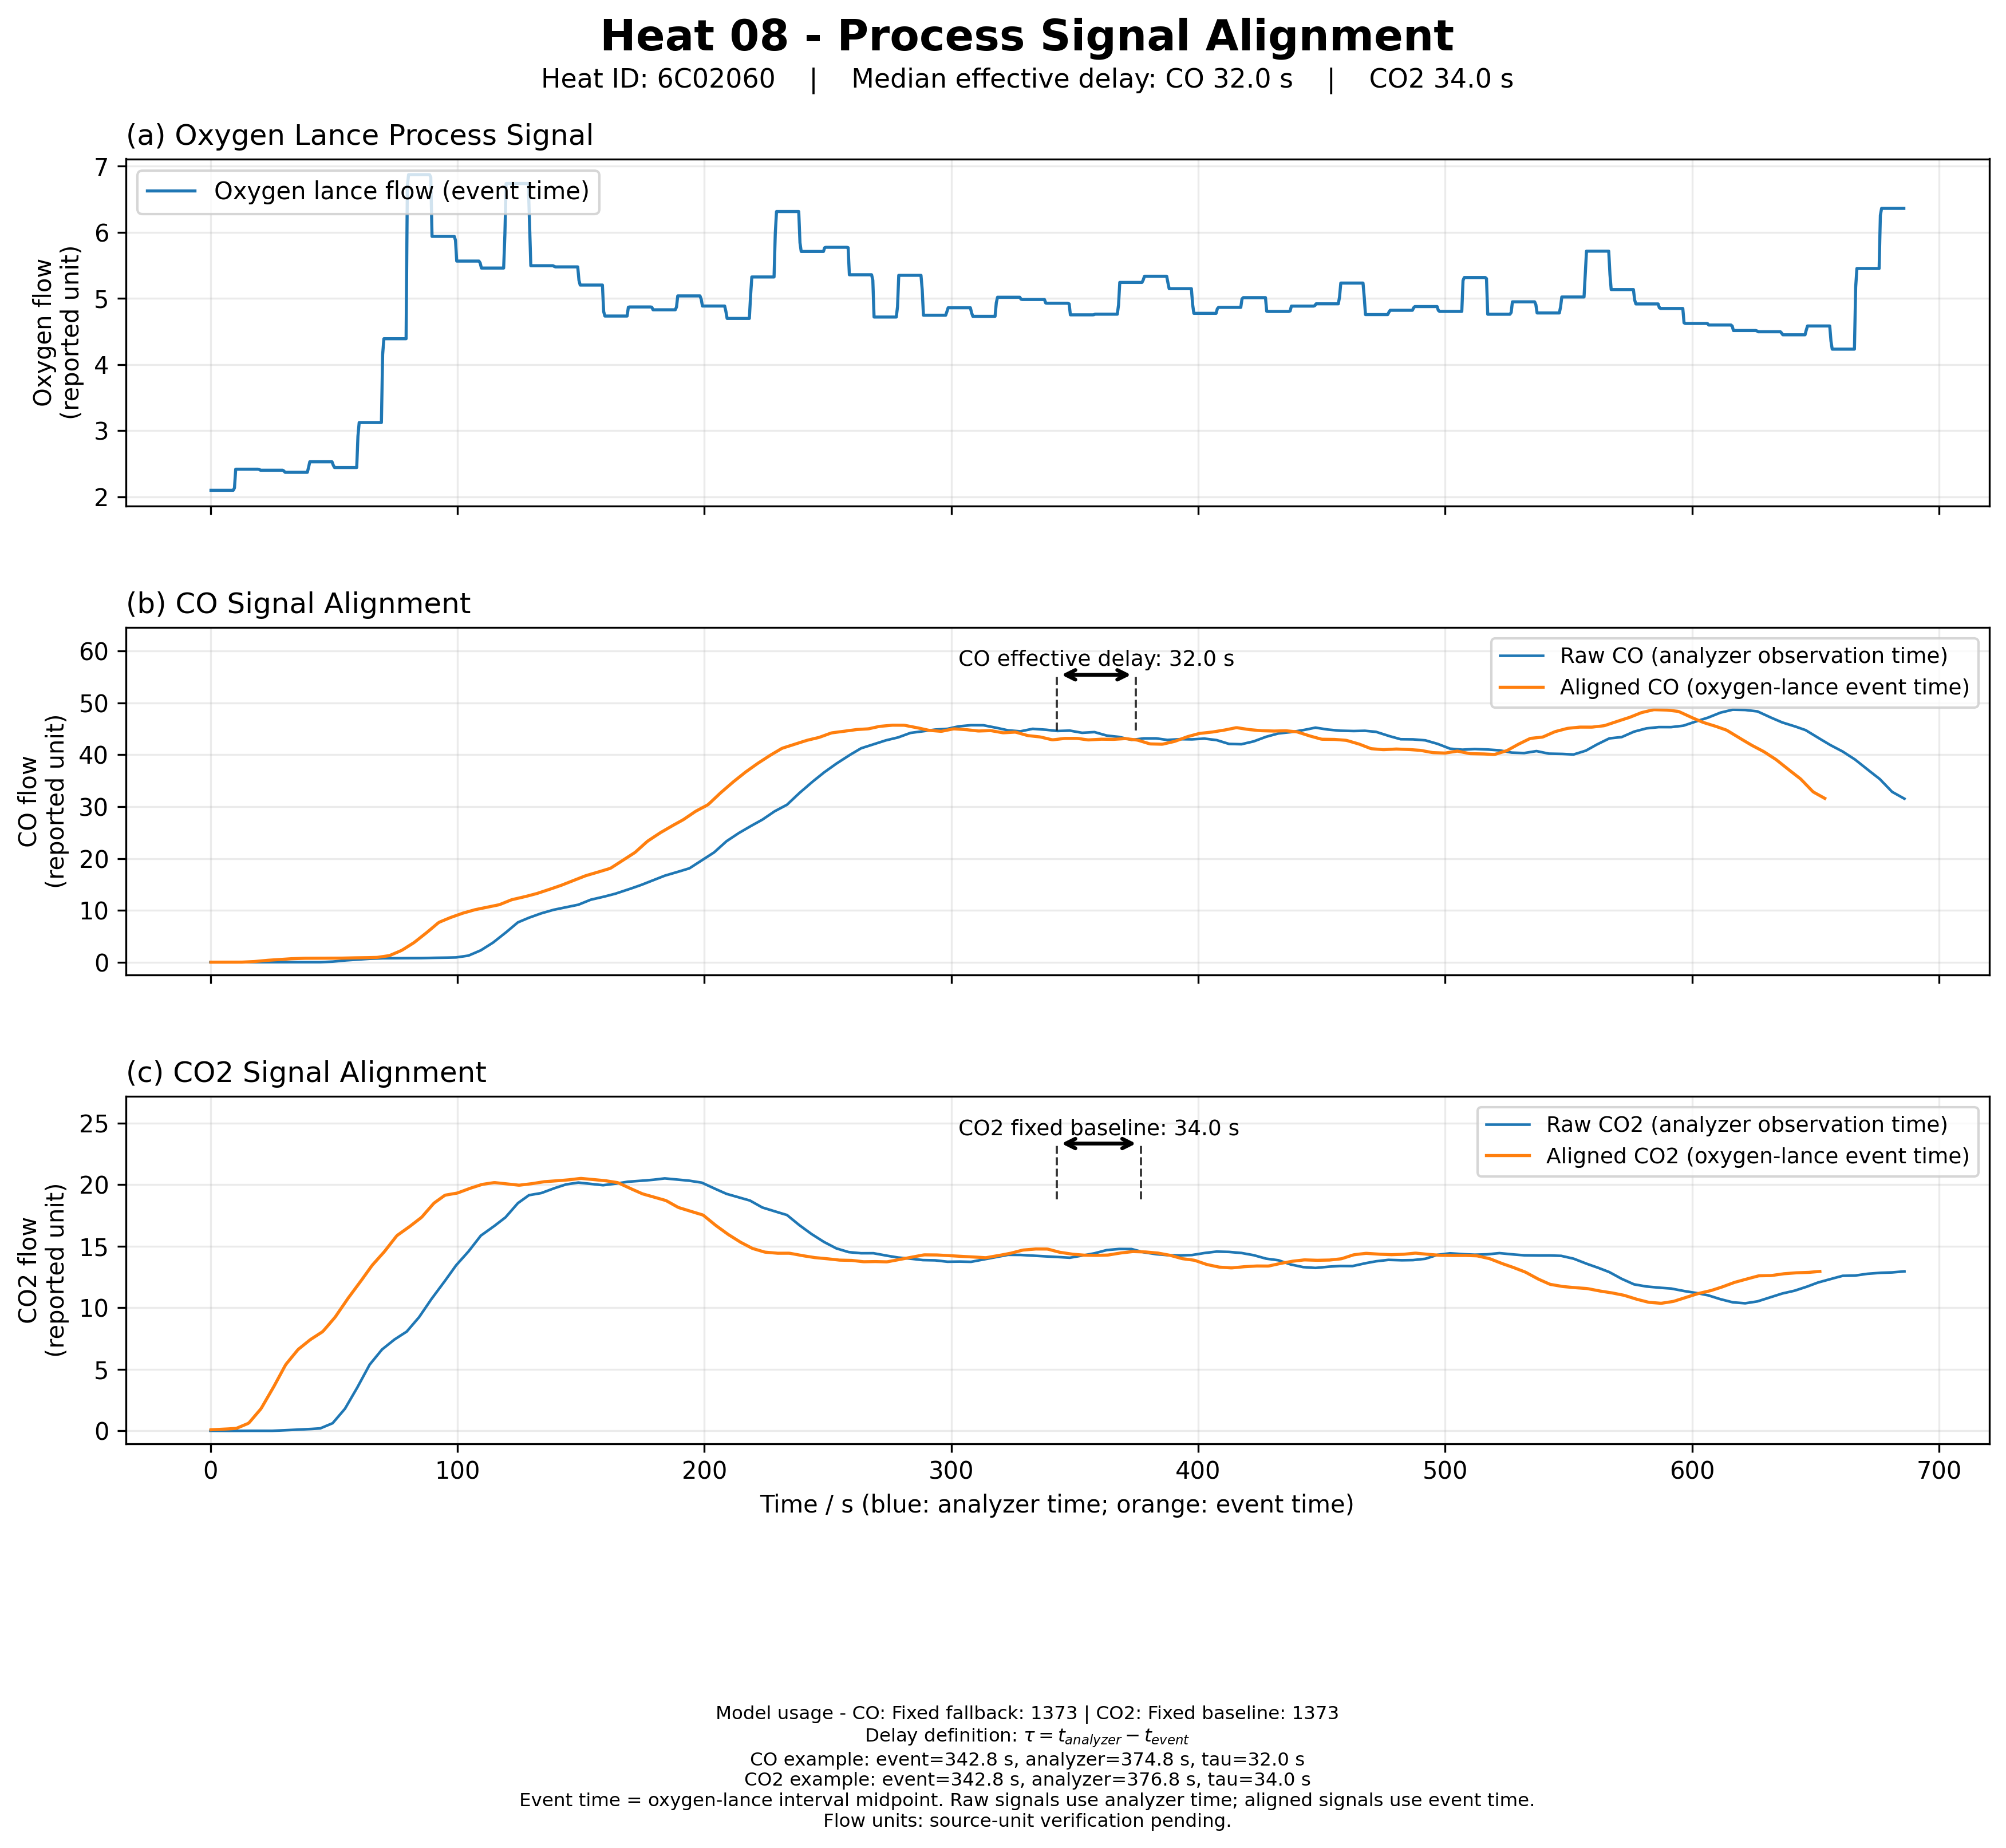 Heat 08 - Process Signal Alignment
Heat ID: 6C02060 | Median effective delay: CO 32.0 s | CO2 34.0 s
(a) Oxygen Lance Process Signal
Oxygen lance flow (event time)
7
6
5
4
3
2
Oxygen flow
(reported unit)
(b) CO Signal Alignment
CO effective delay: 32.0 s
Raw CO (analyzer observation time)
Aligned CO (oxygen-lance event time)
60
50
40
30
20
10
0
CO flow
(reported unit)
(c) CO2 Signal Alignment
CO2 fixed baseline: 34.0 s
Raw CO2 (analyzer observation time)
Aligned CO2 (oxygen-lance event time)
25
20
15
10
5
0
CO2 flow
(reported unit)
0 100 200 300 400 500 600 700
Time / s (blue: analyzer time; orange: event time)
Model usage - CO: Fixed fallback: 1373 | CO2: Fixed baseline: 1373
Delay definition: τ = t_analyzer − t_event
CO example: event=342.8 s, analyzer=374.8 s, tau=32.0 s
CO2 example: event=342.8 s, analyzer=376.8 s, tau=34.0 s
Event time = oxygen-lance interval midpoint. Raw signals use analyzer time; aligned signals use event time.
Flow units: source-unit verification pending.